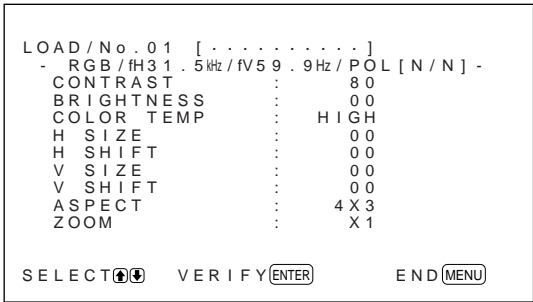 LOAD/No.01 [..........]
- RGB/fH31.5kHz/fV59.9Hz/POL[N/N]-
CONTRAST : 80
BRIGHTNESS : 00
COLOR TEMP : HIGH
H SIZE : 00
H SHIFT : 00
V SIZE : 00
V SHIFT : 00
ASPECT : 4X3
ZOOM : X1
SELECT⬆⬇ VERIFY ENTER END MENU